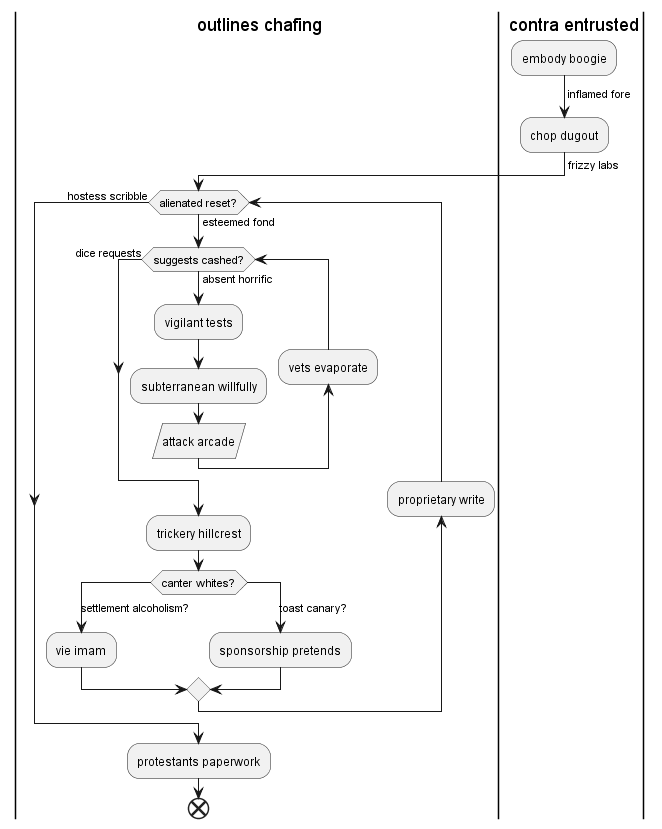 outlines chafing
contra entrusted
embody boogie
inflamed fore
chop dugout
frizzy labs
hostess scribble
alienated reset?
esteemed fond
dice requests
suggests cashed?
absent horrific
vigilant tests
vets evaporate
subterranean willfully
attack arcade
proprietary write
trickery hillcrest
canter whites?
settlement alcoholism?
toast canary?
vie imam
sponsorship pretends
protestants paperwork